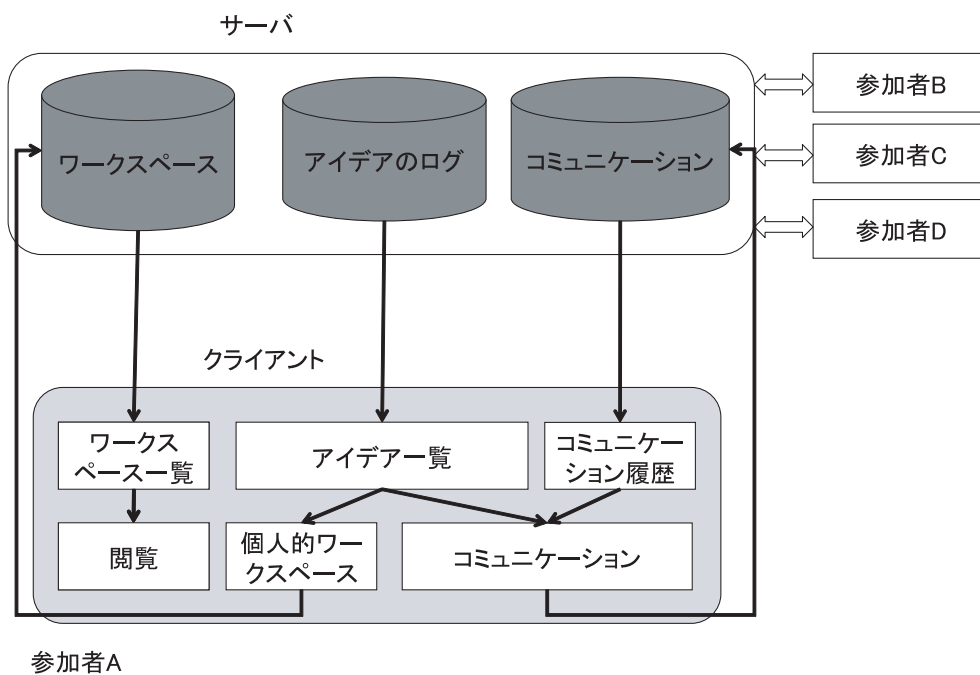 サーバ
ワークスペース
アイデアのログ
コミュニケーション
参加者B
参加者C
参加者D
クライアント
ワークス
ペース一覧
アイデア一覧
コミュニケー
ション履歴
閲覧
個人的ワー
クスペース
コミュニケーション
参加者A